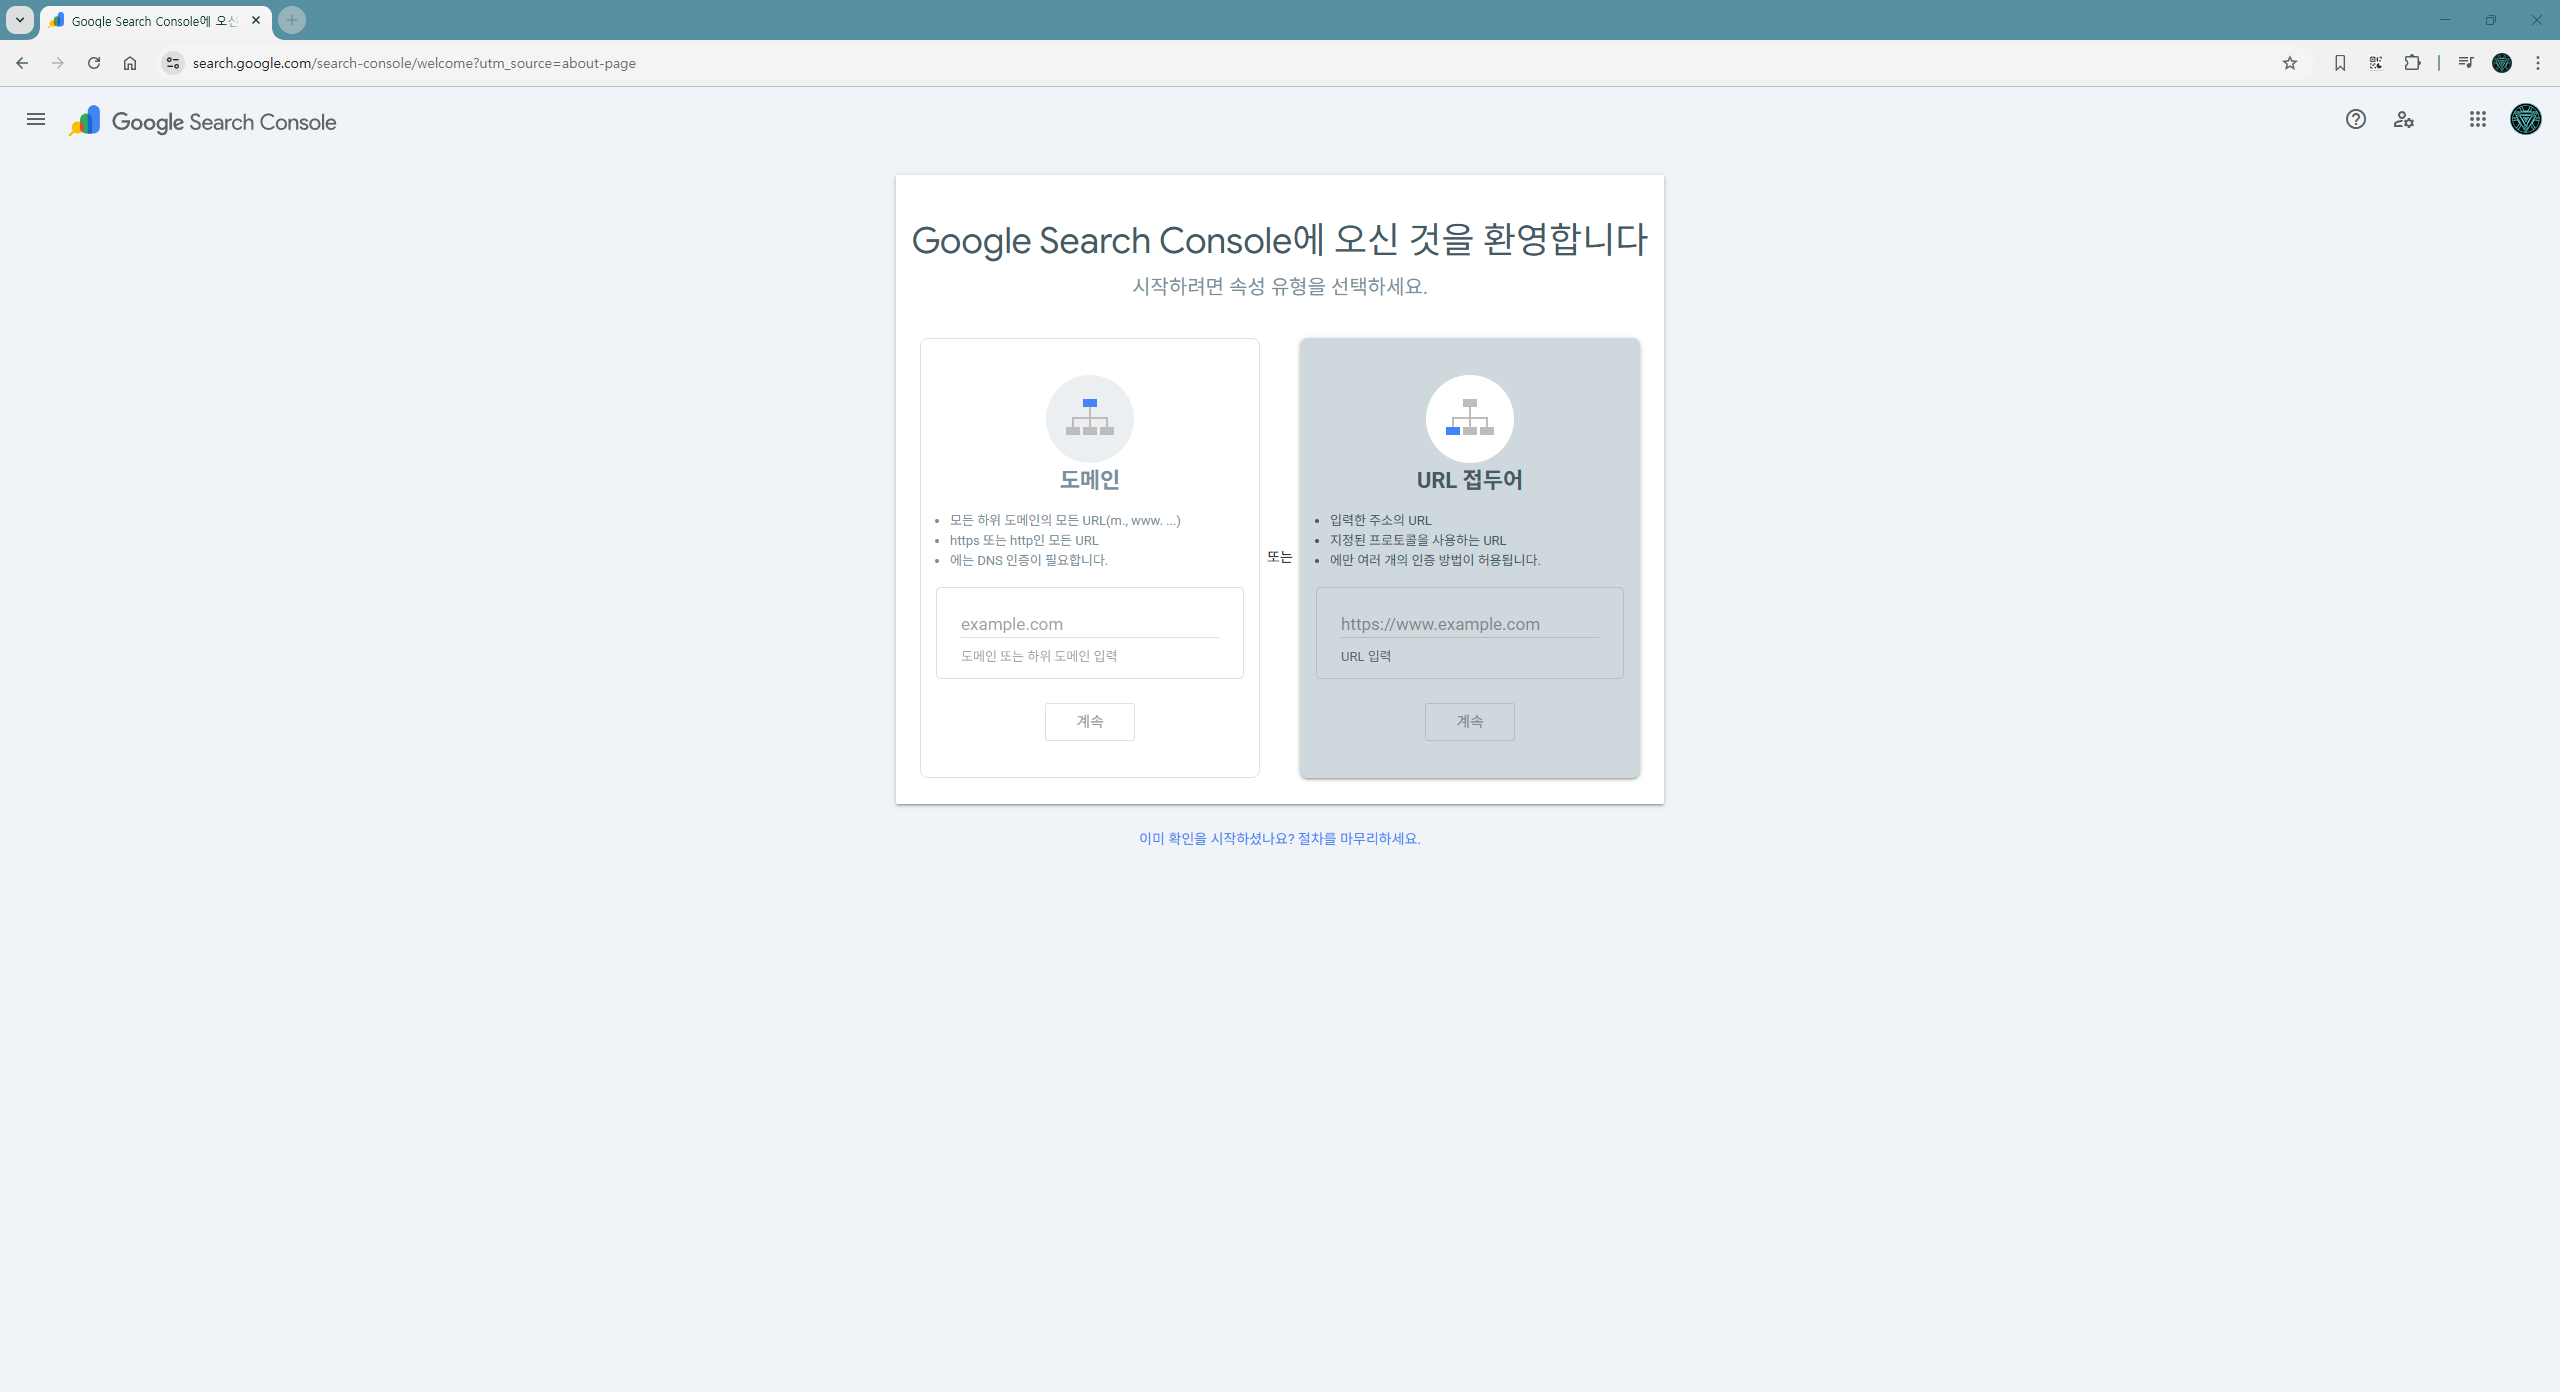 Google Search Console에 오신
search.google.com/search-console/welcome?utm_source=about-page
Google Search Console
Google Search Console에 오신 것을 환영합니다
시작하려면 속성 유형을 선택하세요.
도메인
모든 하위 도메인의 모든 URL(m., www. ...)
https 또는 http인 모든 URL
에는 DNS 인증이 필요합니다.
example.com
도메인 또는 하위 도메인 입력
계속
또는
URL 접두어
입력한 주소의 URL
지정된 프로토콜을 사용하는 URL
에만 여러 개의 인증 방법이 허용됩니다.
https://www.example.com
URL 입력
계속
이미 확인을 시작하셨나요? 절차를 마무리하세요.